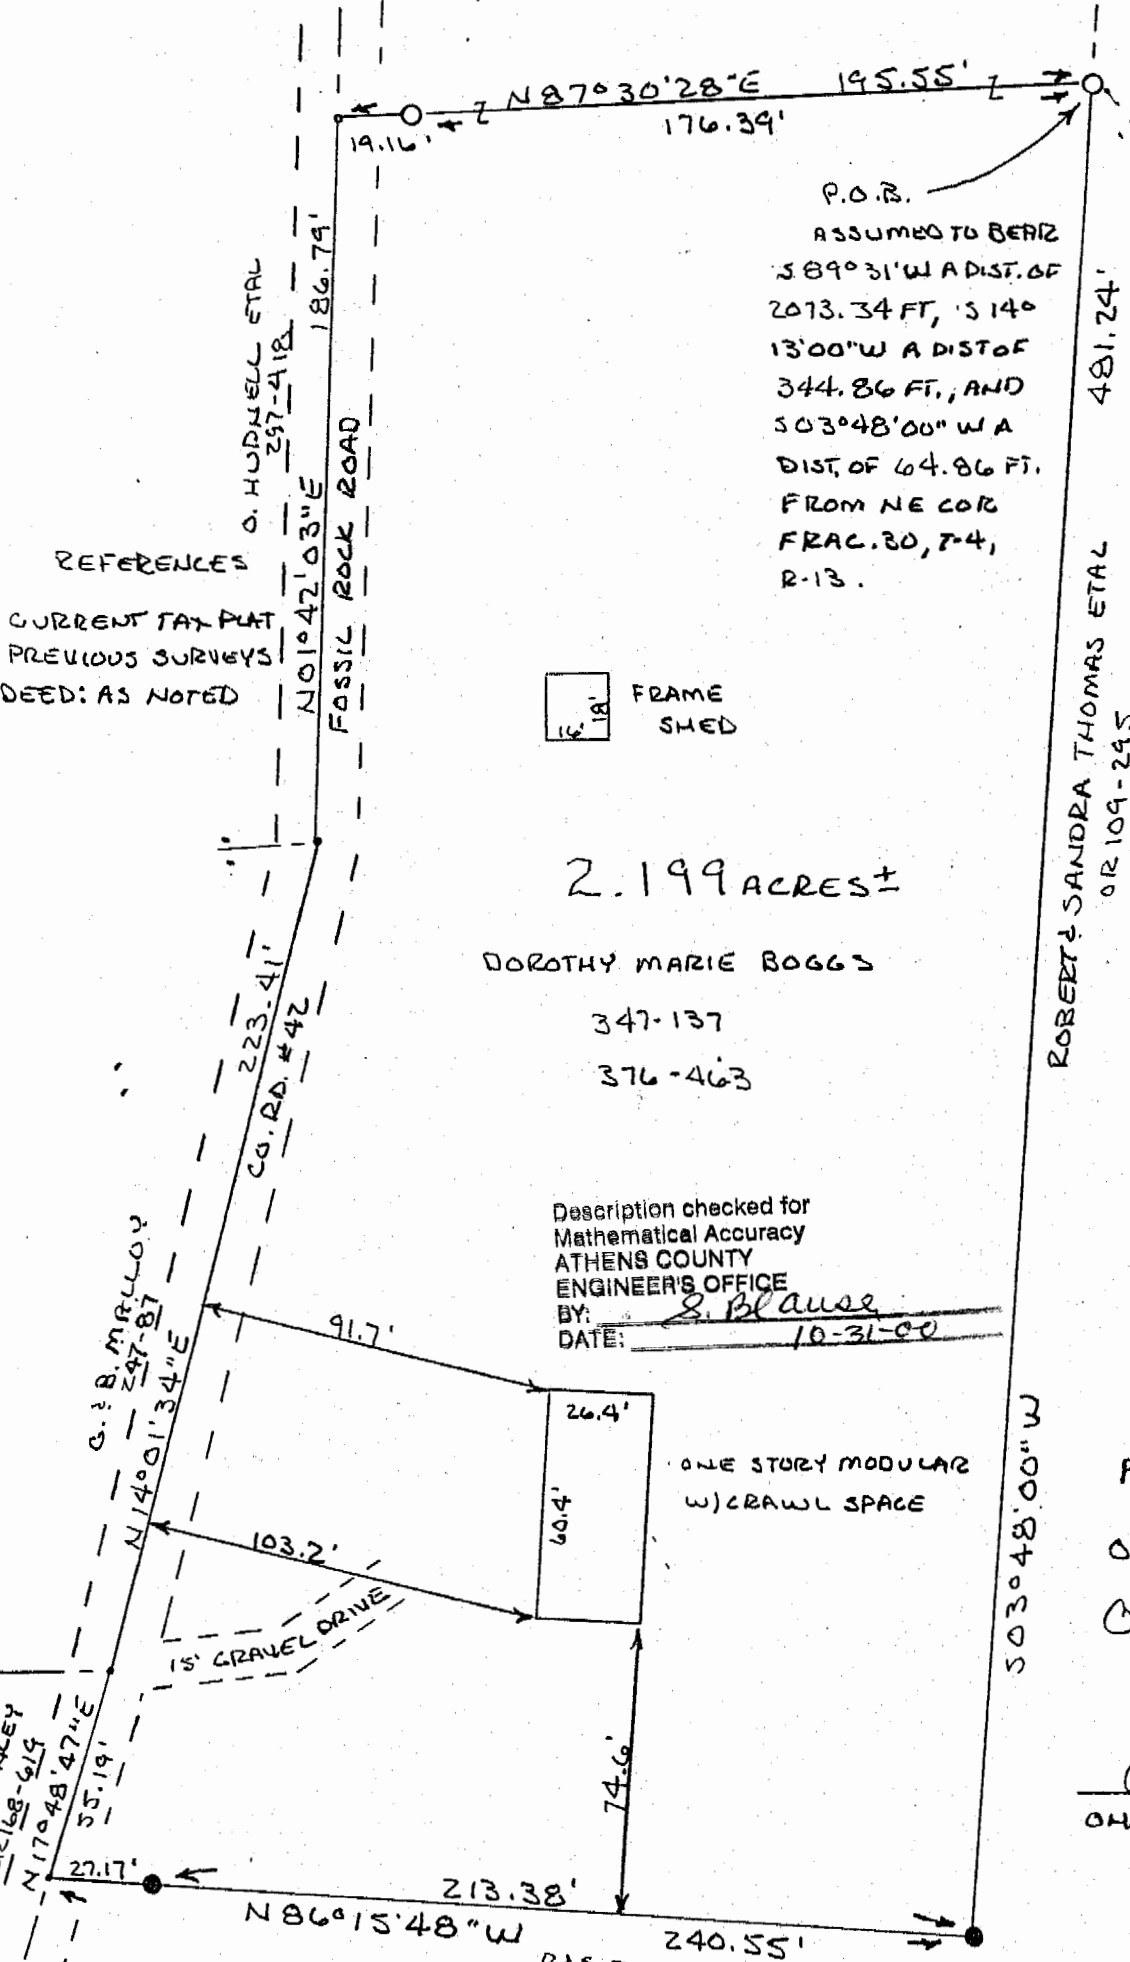 N87°30'28"E 195.55'
19.16'
176.39'
P.O.B.
ASSUMED TO BEAR
S89°31'W A DIST. OF
2073.34 FT, S14°
13'00"W A DIST OF
344.86 FT., AND
S03°48'00" W A
DIST. OF 64.86 FT.
FROM NE COR
FRAC.30, T-4,
R-13.
186.79'
N01°42'03"E
O. HUDNELL ETAL
257-418
FOSSIL ROCK ROAD
481.24'
S03°48'00"W
ROBERT & SANDRA THOMAS ETAL
OR 109-295
REFERENCES
CURRENT TAX PLAT
PREVIOUS SURVEYS
DEED: AS NOTED
16' 18'
FRAME
SHED
2.199 ACRES±
DOROTHY MARIE BOGGS
347-137
376-463
223.41'
N14°01'34"E
CO. RD. #42
G. & B. MALLOY
247-87
Description checked for
Mathematical Accuracy
ATHENS COUNTY
ENGINEER'S OFFICE
BY: S. Blause
DATE: 10-31-00
91.7'
26.4'
60.4'
ONE STORY MODULAR
W/CRAWL SPACE
103.2'
15' GRAVEL DRIVE
74.6'
N17°48'47"E
55.19'
27.17'
213.38'
N86°15'48"W
240.55'